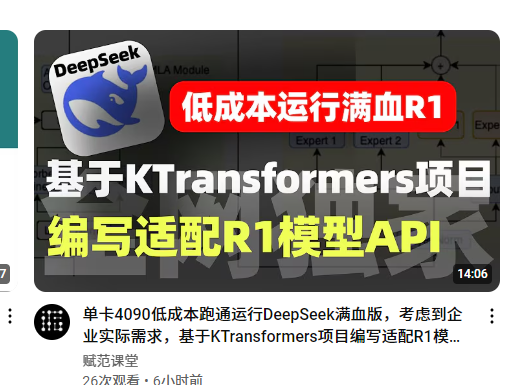 DeepSeek
MLA Module
低成本运行满血R1
Expert 1
基于KTransformers项目
编写适配R1模型API
全网独家
7
14:06
单卡4090低成本跑通运行DeepSeek满血版，考虑到企
业实际需求，基于KTransformers项目编写适配R1模...
赋范课堂
26次观看・6小时前